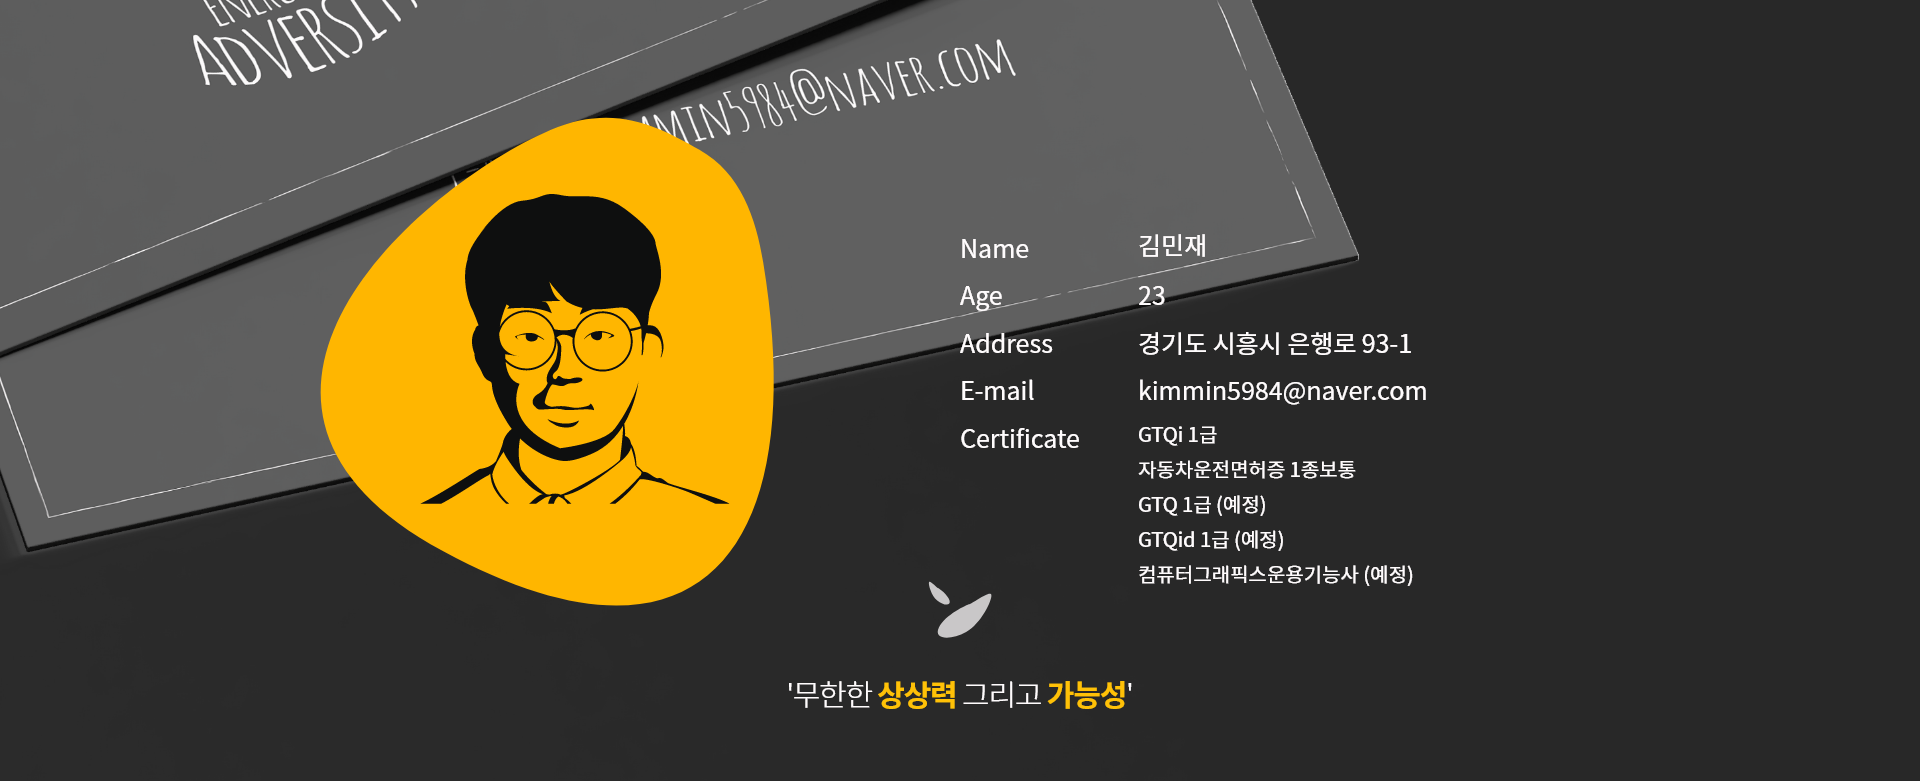 ADVERSIT
MIN5984@NAVER.COM
Name 김민재
Age 23
Address 경기도 시흥시 은행로 93-1
E-mail kimmin5984@naver.com
Certificate GTQi 1급
자동차운전면허증 1종보통
GTQ 1급 (예정)
GTQid 1급 (예정)
컴퓨터그래픽스운용기능사 (예정)
'무한한 상상력 그리고 가능성'